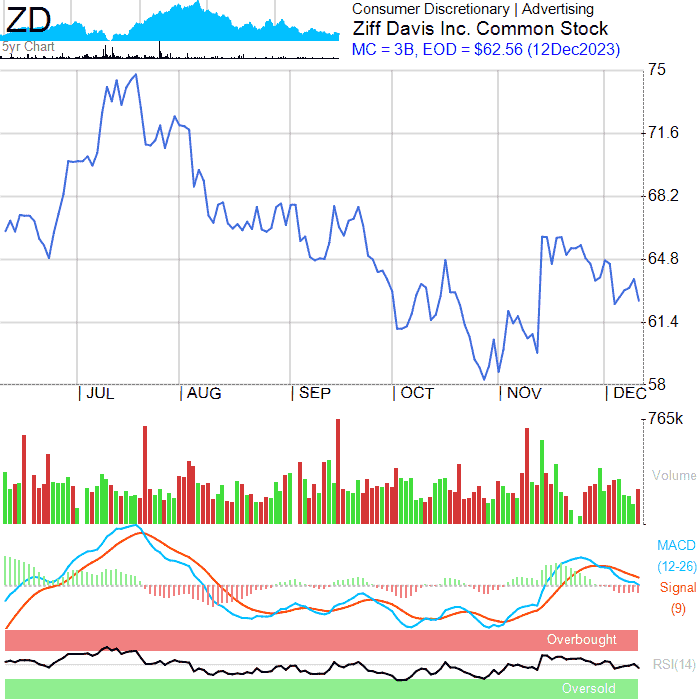 ZD
5yr Chart
Consumer Discretionary | Advertising
Ziff Davis Inc. Common Stock
MC = 3B, EOD = $62.56 (12Dec2023)
75
71.6
68.2
64.8
61.4
58
| JUL | AUG | SEP | OCT | NOV | DEC
765k
Volume
MACD
(12-26)
Signal
(9)
Overbought
RSI(14)
Oversold